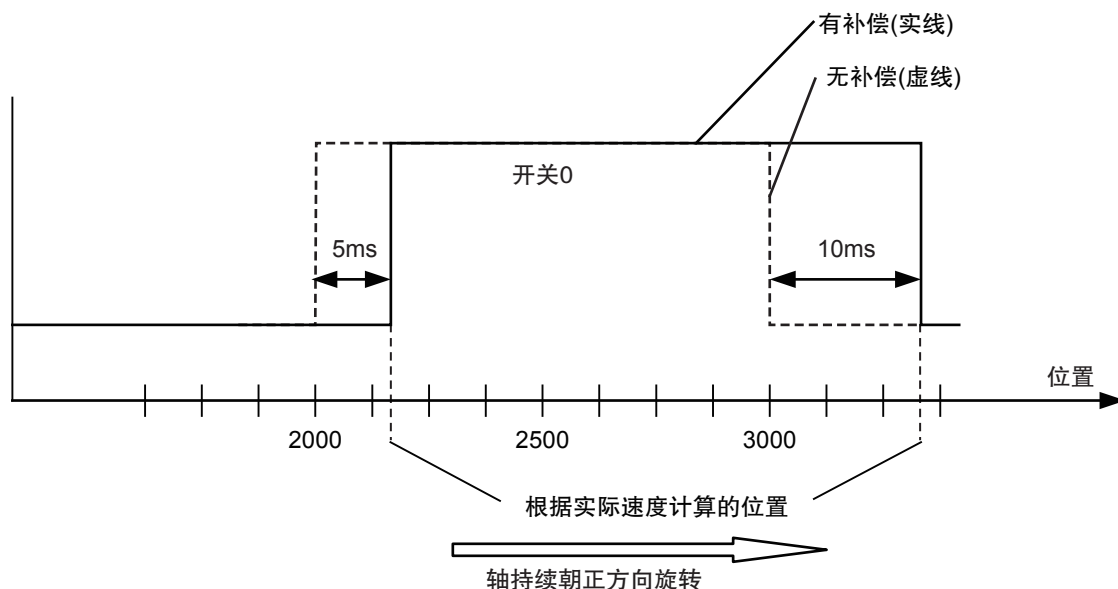 有补偿(实线)
无补偿(虚线)
开关0
5ms
10ms
位置
2000
2500
3000
根据实际速度计算的位置
轴持续朝正方向旋转